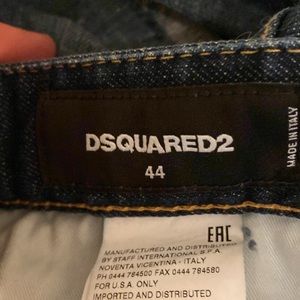 DSQUARED2
44
MADE IN ITALY
EAC
MANUFACTURED AND DISTRIBUTED
BY STAFF INTERNATIONAL S.P.A.
NOVENTA VICENTINA - ITALY
PH 0444 784500 FAX 0444 784580
FOR U.S.A. ONLY
IMPORTED AND DISTRIBUTED